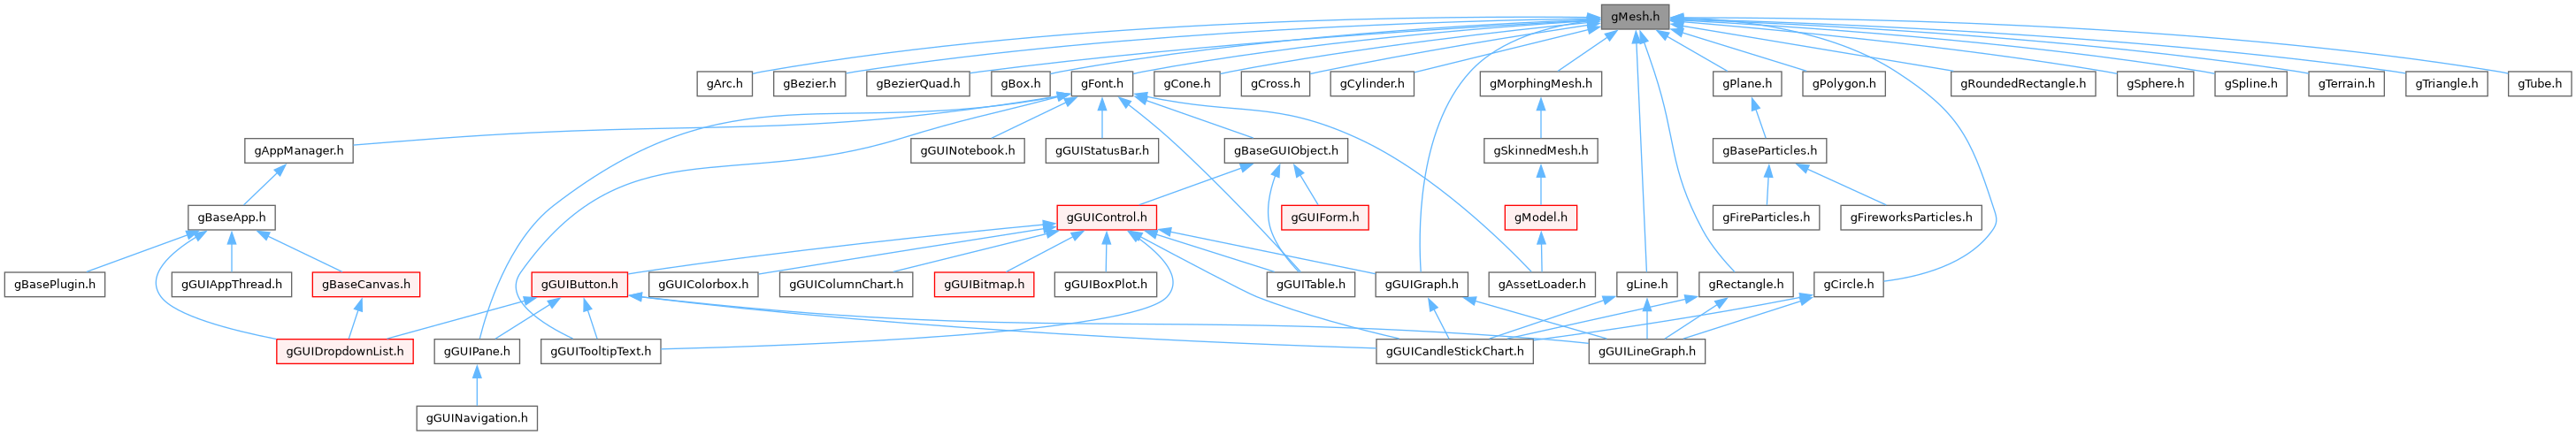 gMesh.h
gArc.h
gBezier.h
gBezierQuad.h
gBox.h
gFont.h
gCone.h
gCross.h
gCylinder.h
gMorphingMesh.h
gPlane.h
gPolygon.h
gRoundedRectangle.h
gSphere.h
gSpline.h
gTerrain.h
gTriangle.h
gTube.h
gAppManager.h
gGUINotebook.h
gGUIStatusBar.h
gBaseGUIObject.h
gSkinnedMesh.h
gBaseParticles.h
gBaseApp.h
gGUIControl.h
gGUIForm.h
gModel.h
gFireParticles.h
gFireworksParticles.h
gBasePlugin.h
gGUIAppThread.h
gBaseCanvas.h
gGUIButton.h
gGUIColorbox.h
gGUIColumnChart.h
gGUIBitmap.h
gGUIBoxPlot.h
gGUITable.h
gGUIGraph.h
gAssetLoader.h
gLine.h
gRectangle.h
gCircle.h
gGUIDropdownList.h
gGUIPane.h
gGUITooltipText.h
gGUICandleStickChart.h
gGUILineGraph.h
gGUINavigation.h